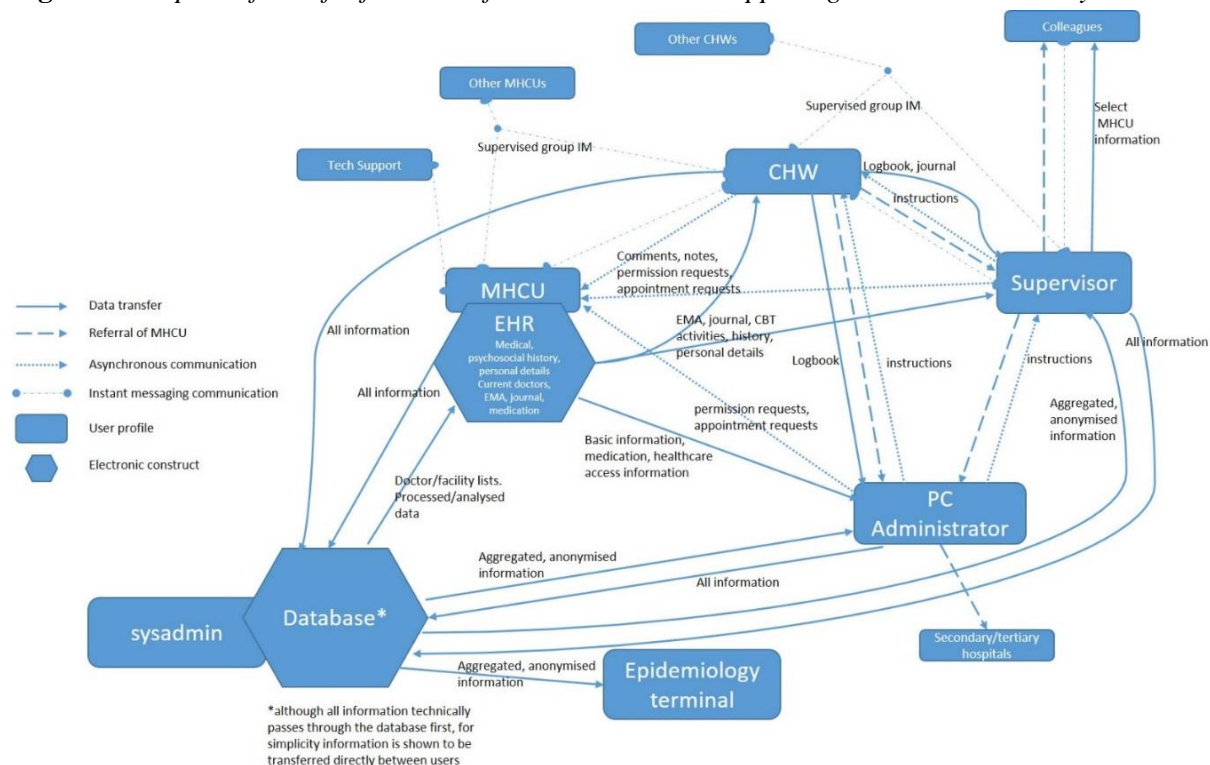 Colleagues
Other CHWs
Other MHCUs
Supervised group IM
Select
MHCU
information
Supervised group IM
Tech Support
CHW
Logbook, journal
instructions
Comments, notes,
permission requests,
appointment requests
MHCU
Supervisor
EHR
Medical,
psychosocial history,
personal details
Current doctors,
EMA, journal,
medication
Data transfer
Referral of MHCU
Asynchronous communication
Instant messaging communication
User profile
Electronic construct
All information
EMA, journal, CBT
activities, history,
personal details
All information
Logbook
instructions
instructions
All information
All information
permission requests,
appointment requests
Aggregated,
anonymised
information
Basic information,
medication, healthcare
access information
Doctor/facility lists.
Processed/analysed
data
PC
Administrator
Aggregated, anonymised
information
All information
Database*
sysadmin
Secondary/tertiary
hospitals
Aggregated, anonymised
information
Epidemiology
terminal
*although all information technically
passes through the database first, for
simplicity information is shown to be
transferred directly between users